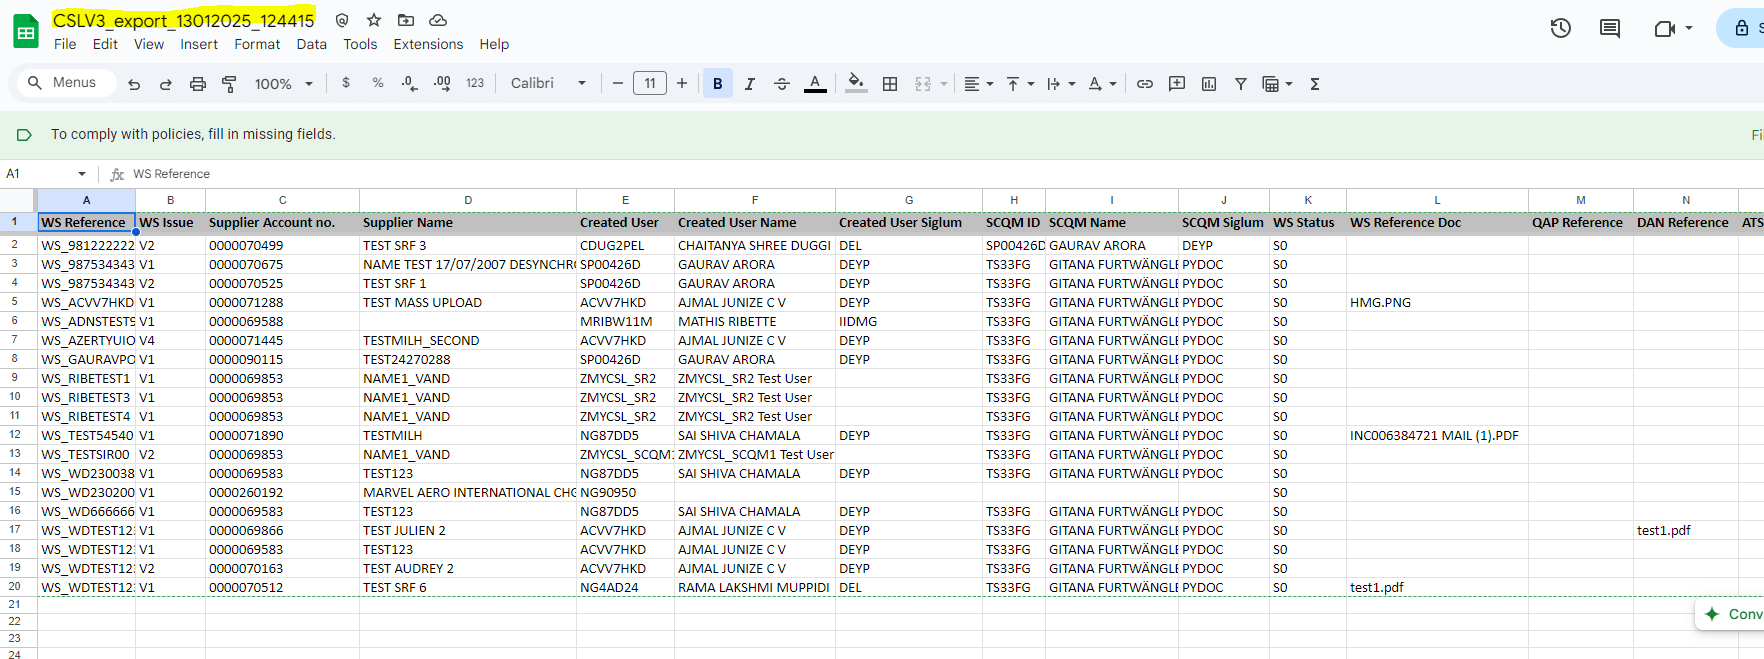 CSLV3_export_13012025_124415
File Edit View Insert Format Data Tools Extensions Help
Menus 100% $ % .0 .00 123 Calibri − 11 + B I S A A Σ
To comply with policies, fill in missing fields.
A1 fx WS Reference
A B C D E F G H I J K L M N
1 WS Reference WS Issue Supplier Account no. Supplier Name Created User Created User Name Created User Siglum SCQM ID SCQM Name SCQM Siglum WS Status WS Reference Doc QAP Reference DAN Reference ATS
2 WS_981222222 V2 0000070499 TEST SRF 3 CDUG2PEL CHAITANYA SHREE DUGGI DEL SP00426D GAURAV ARORA DEYP S0
3 WS_987534343 V1 0000070675 NAME TEST 17/07/2007 DESYNCHR SP00426D GAURAV ARORA DEYP TS33FG GITANA FURTWÄNGLE PYDOC S0
4 WS_987534343 V2 0000070525 TEST SRF 1 SP00426D GAURAV ARORA DEYP TS33FG GITANA FURTWÄNGLE PYDOC S0
5 WS_ACVV7HKD V1 0000071288 TEST MASS UPLOAD ACVV7HKD AJMAL JUNIZE C V DEYP TS33FG GITANA FURTWÄNGLE PYDOC S0 HMG.PNG
6 WS_ADNSTEST9 V1 0000069588 MRIBW11M MATHIS RIBETTE IIDMG TS33FG GITANA FURTWÄNGLE PYDOC S0
7 WS_AZERTYUIO V4 0000071445 TESTMILH_SECOND ACVV7HKD AJMAL JUNIZE C V DEYP TS33FG GITANA FURTWÄNGLE PYDOC S0
8 WS_GAURAVPO V1 0000090115 TEST24270288 SP00426D GAURAV ARORA DEYP TS33FG GITANA FURTWÄNGLE PYDOC S0
9 WS_RIBETEST1 V1 0000069853 NAME1_VAND ZMYCSL_SR2 ZMYCSL_SR2 Test User TS33FG GITANA FURTWÄNGLE PYDOC S0
10 WS_RIBETEST3 V1 0000069853 NAME1_VAND ZMYCSL_SR2 ZMYCSL_SR2 Test User TS33FG GITANA FURTWÄNGLE PYDOC S0
11 WS_RIBETEST4 V1 0000069853 NAME1_VAND ZMYCSL_SR2 ZMYCSL_SR2 Test User TS33FG GITANA FURTWÄNGLE PYDOC S0
12 WS_TEST54540 V1 0000071890 TESTMILH NG87DD5 SAI SHIVA CHAMALA DEYP TS33FG GITANA FURTWÄNGLE PYDOC S0 INC006384721 MAIL (1).PDF
13 WS_TESTSIR00 V2 0000069853 NAME1_VAND ZMYCSL_SCQM1 ZMYCSL_SCQM1 Test User TS33FG GITANA FURTWÄNGLE PYDOC S0
14 WS_WD230038 V1 0000069583 TEST123 NG87DD5 SAI SHIVA CHAMALA DEYP TS33FG GITANA FURTWÄNGLE PYDOC S0
15 WS_WD230200 V1 0000260192 MARVEL AERO INTERNATIONAL CHG NG90950 S0
16 WS_WD666666 V1 0000069583 TEST123 NG87DD5 SAI SHIVA CHAMALA DEYP TS33FG GITANA FURTWÄNGLE PYDOC S0
17 WS_WDTEST12 V1 0000069866 TEST JULIEN 2 ACVV7HKD AJMAL JUNIZE C V DEYP TS33FG GITANA FURTWÄNGLE PYDOC S0 test1.pdf
18 WS_WDTEST12 V1 0000069583 TEST123 ACVV7HKD AJMAL JUNIZE C V DEYP TS33FG GITANA FURTWÄNGLE PYDOC S0
19 WS_WDTEST12 V2 0000070163 TEST AUDREY 2 ACVV7HKD AJMAL JUNIZE C V DEYP TS33FG GITANA FURTWÄNGLE PYDOC S0
20 WS_WDTEST12 V1 0000070512 TEST SRF 6 NG4AD24 RAMA LAKSHMI MUPPIDI DEL TS33FG GITANA FURTWÄNGLE PYDOC S0 test1.pdf
21
22
23
24
Conv